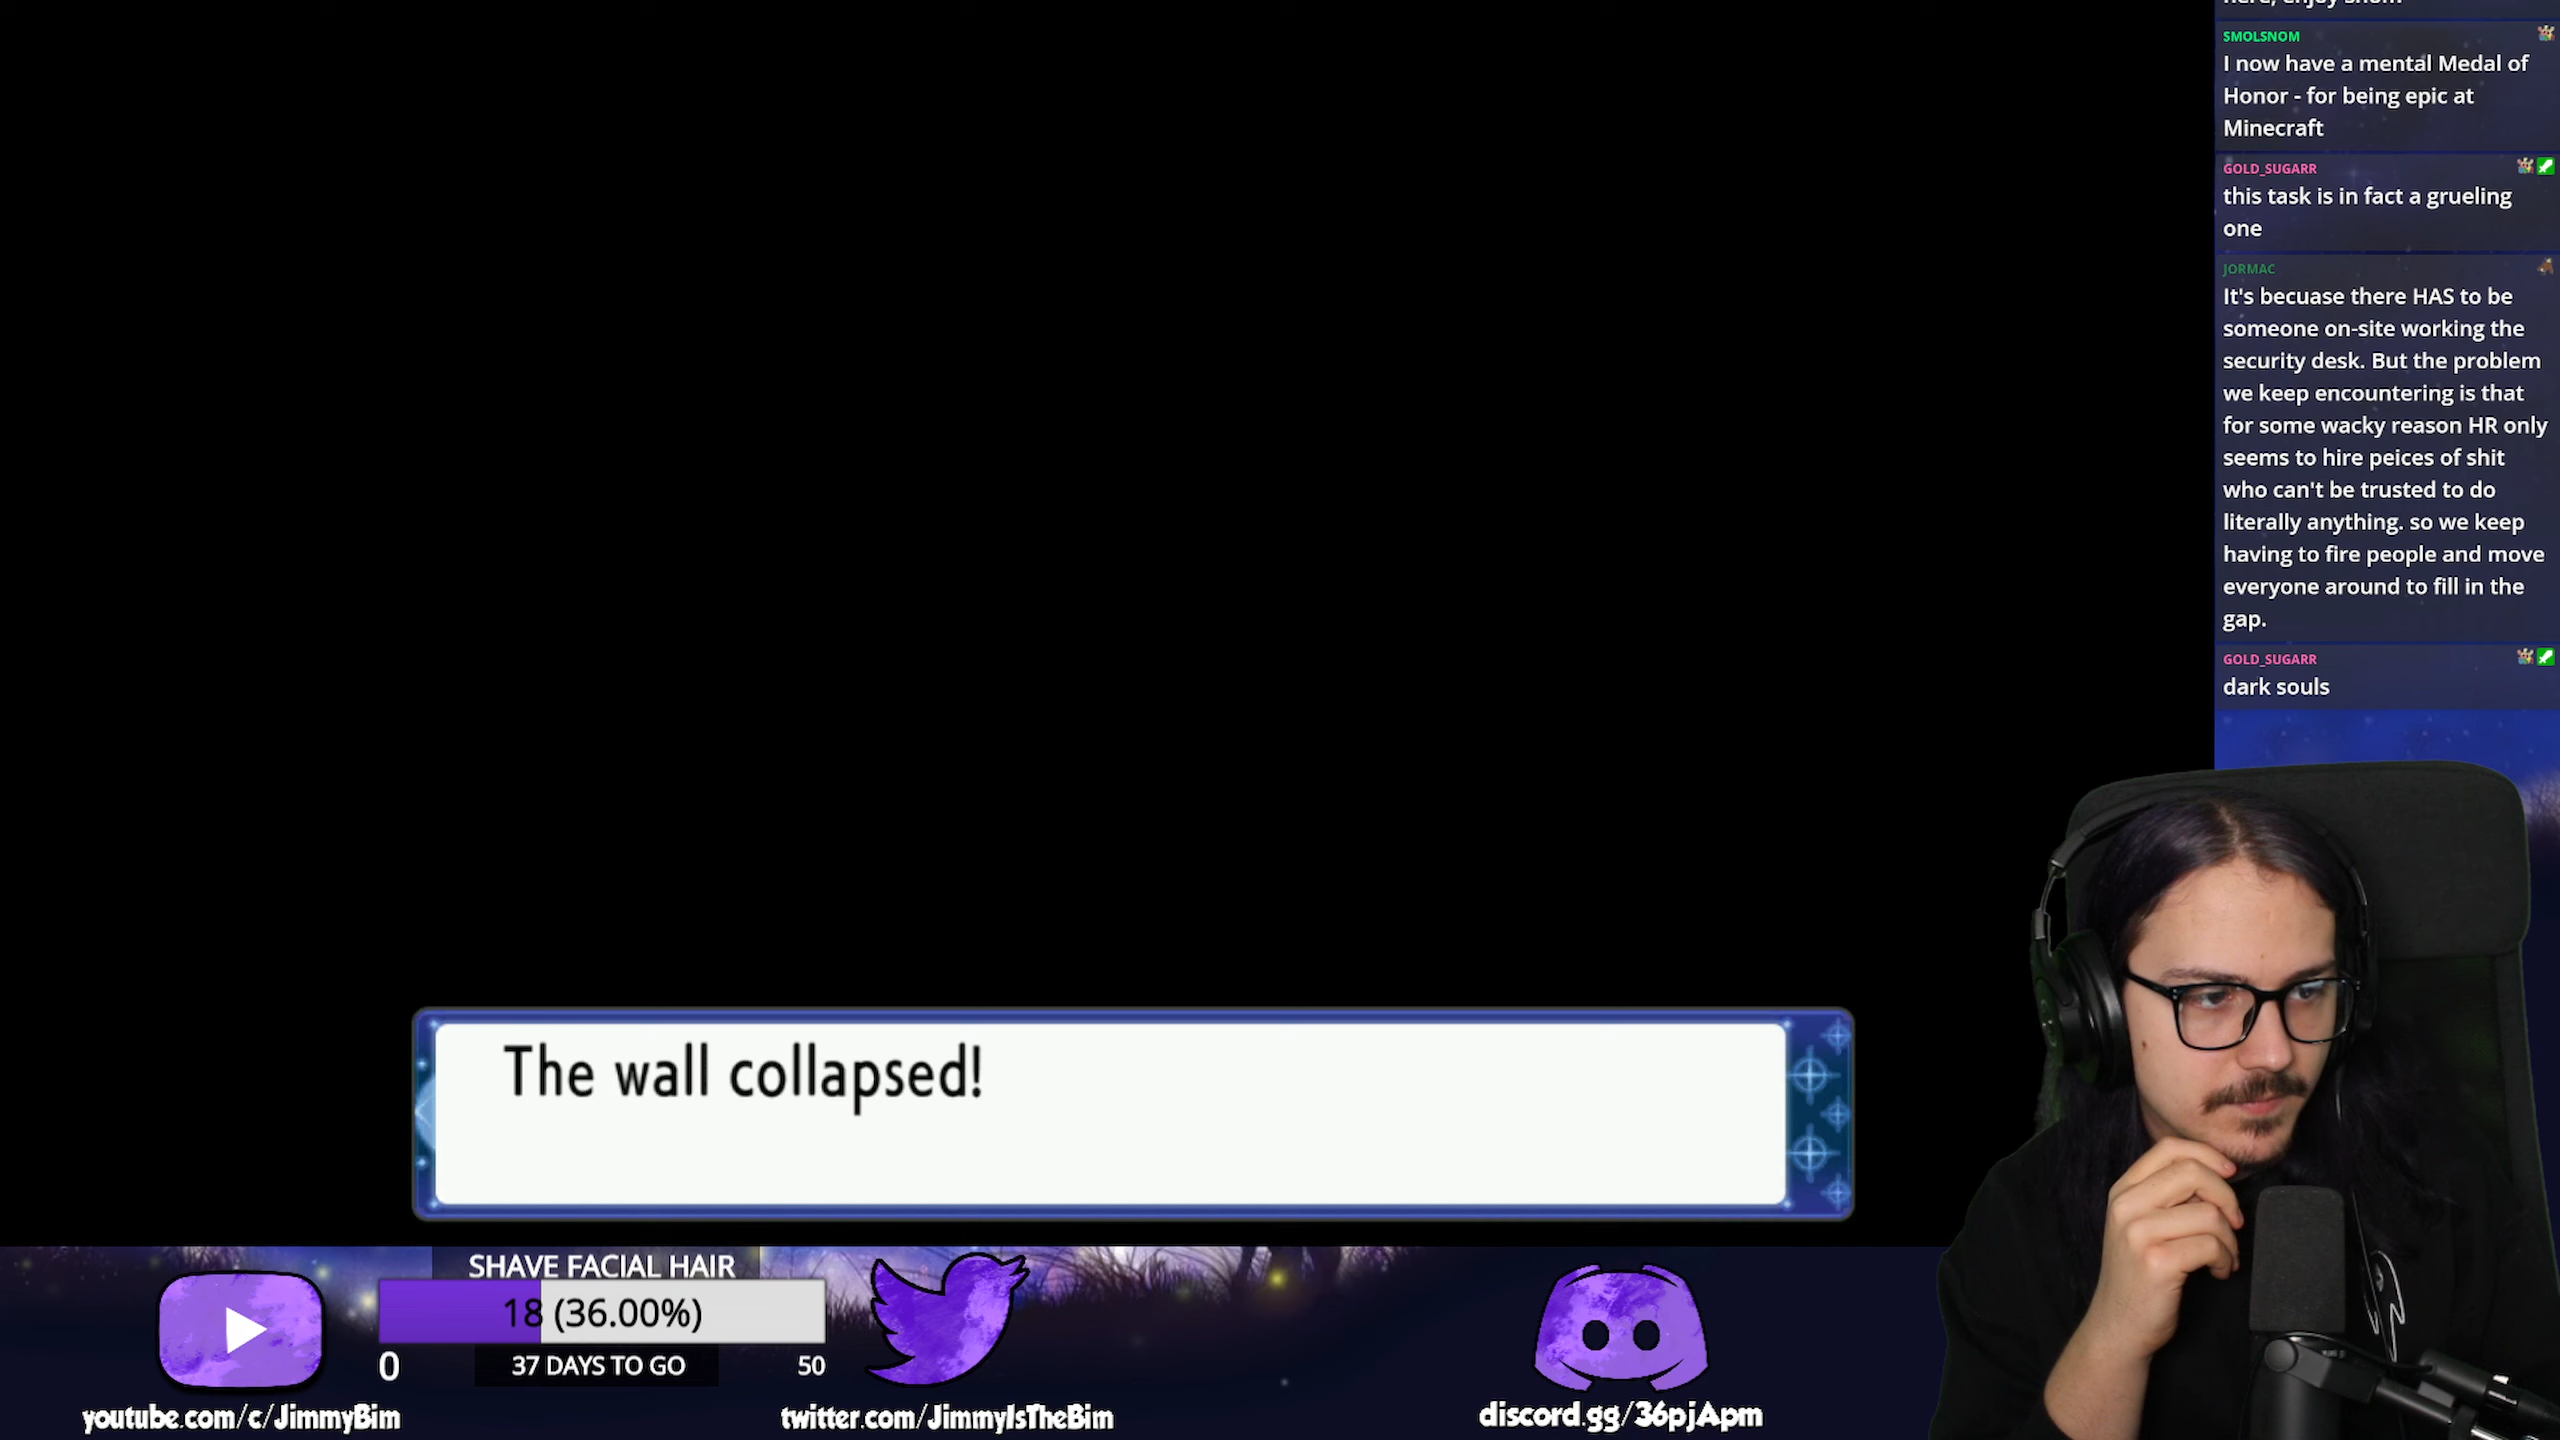 SMOLSNOM
I now have a mental Medal of
Honor - for being epic at
Minecraft
GOLD_SUGARR
this task is in fact a grueling
one
JORMAC
It's becuase there HAS to be
someone on-site working the
security desk. But the problem
we keep encountering is that
for some wacky reason HR only
seems to hire peices of shit
who can't be trusted to do
literally anything. so we keep
having to fire people and move
everyone around to fill in the
gap.
GOLD_SUGARR
dark souls
The wall collapsed!
SHAVE FACIAL HAIR
18 (36.00%)
0
37 DAYS TO GO
50
youtube.com/c/JimmyBim
twitter.com/JimmyIsTheBim
discord.gg/36pjApm